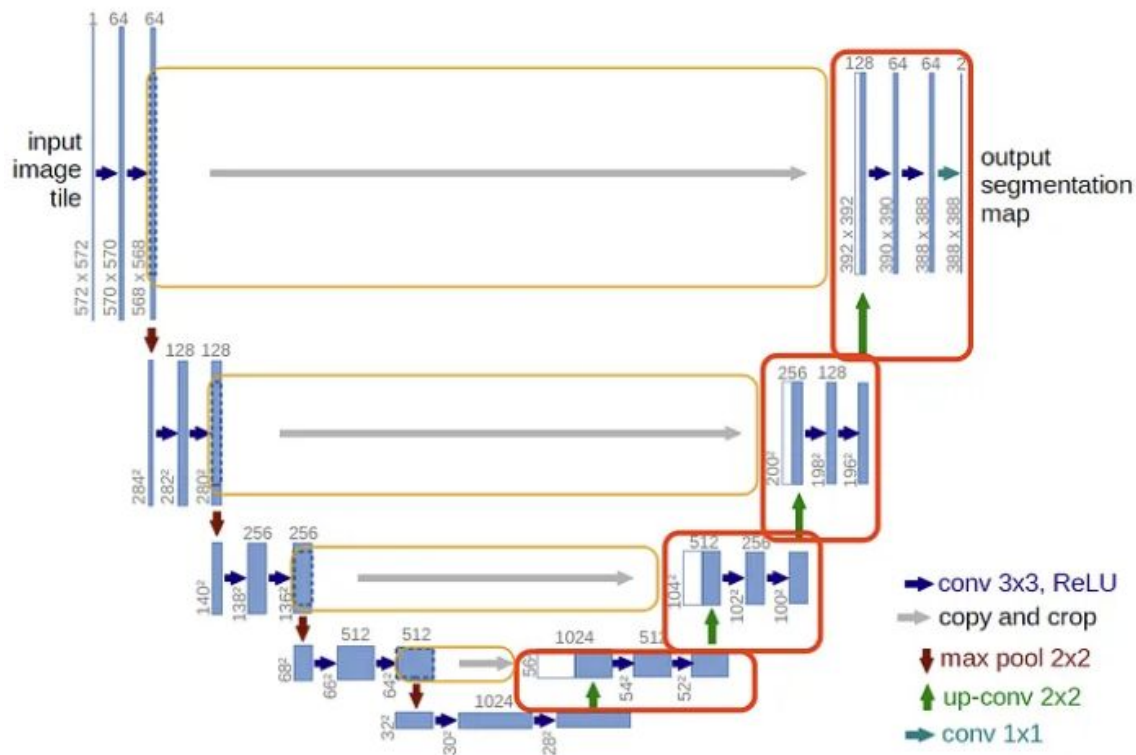 1 64 64
input
image
tile
572 x 572
570 x 570
568 x 568
128 64 64 2
392 x 392
390 x 390
388 x 388
388 x 388
output
segmentation
map
128 128
284²
282²
280²
256 128
200²
198²
196²
256 256
140²
138²
136²
512 256
104²
102²
100²
512 512
68²
66²
64²
1024 512
56²
54²
52²
1024
32²
30²
28²
conv 3x3, ReLU
copy and crop
max pool 2x2
up-conv 2x2
conv 1x1